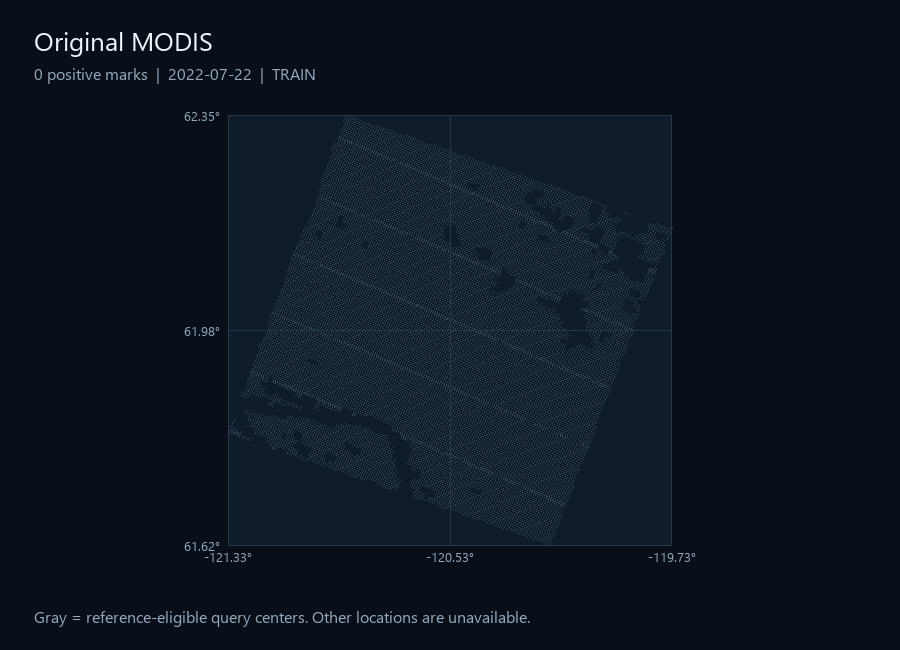 Original MODIS
0 positive marks | 2022-07-22 | TRAIN
62.35°
61.98°
61.62°
-121.33°
-120.53°
-119.73°
Gray = reference-eligible query centers. Other locations are unavailable.